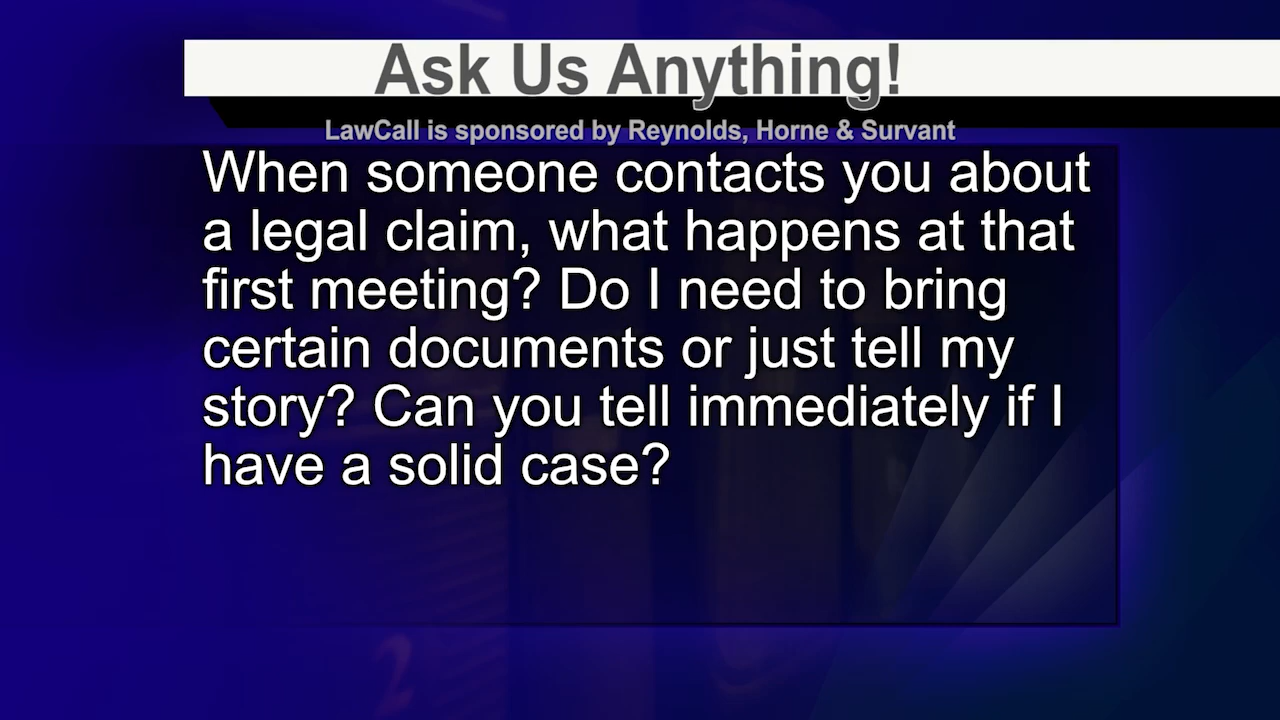 Ask Us Anything!
LawCall is sponsored by Reynolds, Horne & Survant
When someone contacts you about
a legal claim, what happens at that
first meeting? Do I need to bring
certain documents or just tell my
story? Can you tell immediately if I
have a solid case?
2